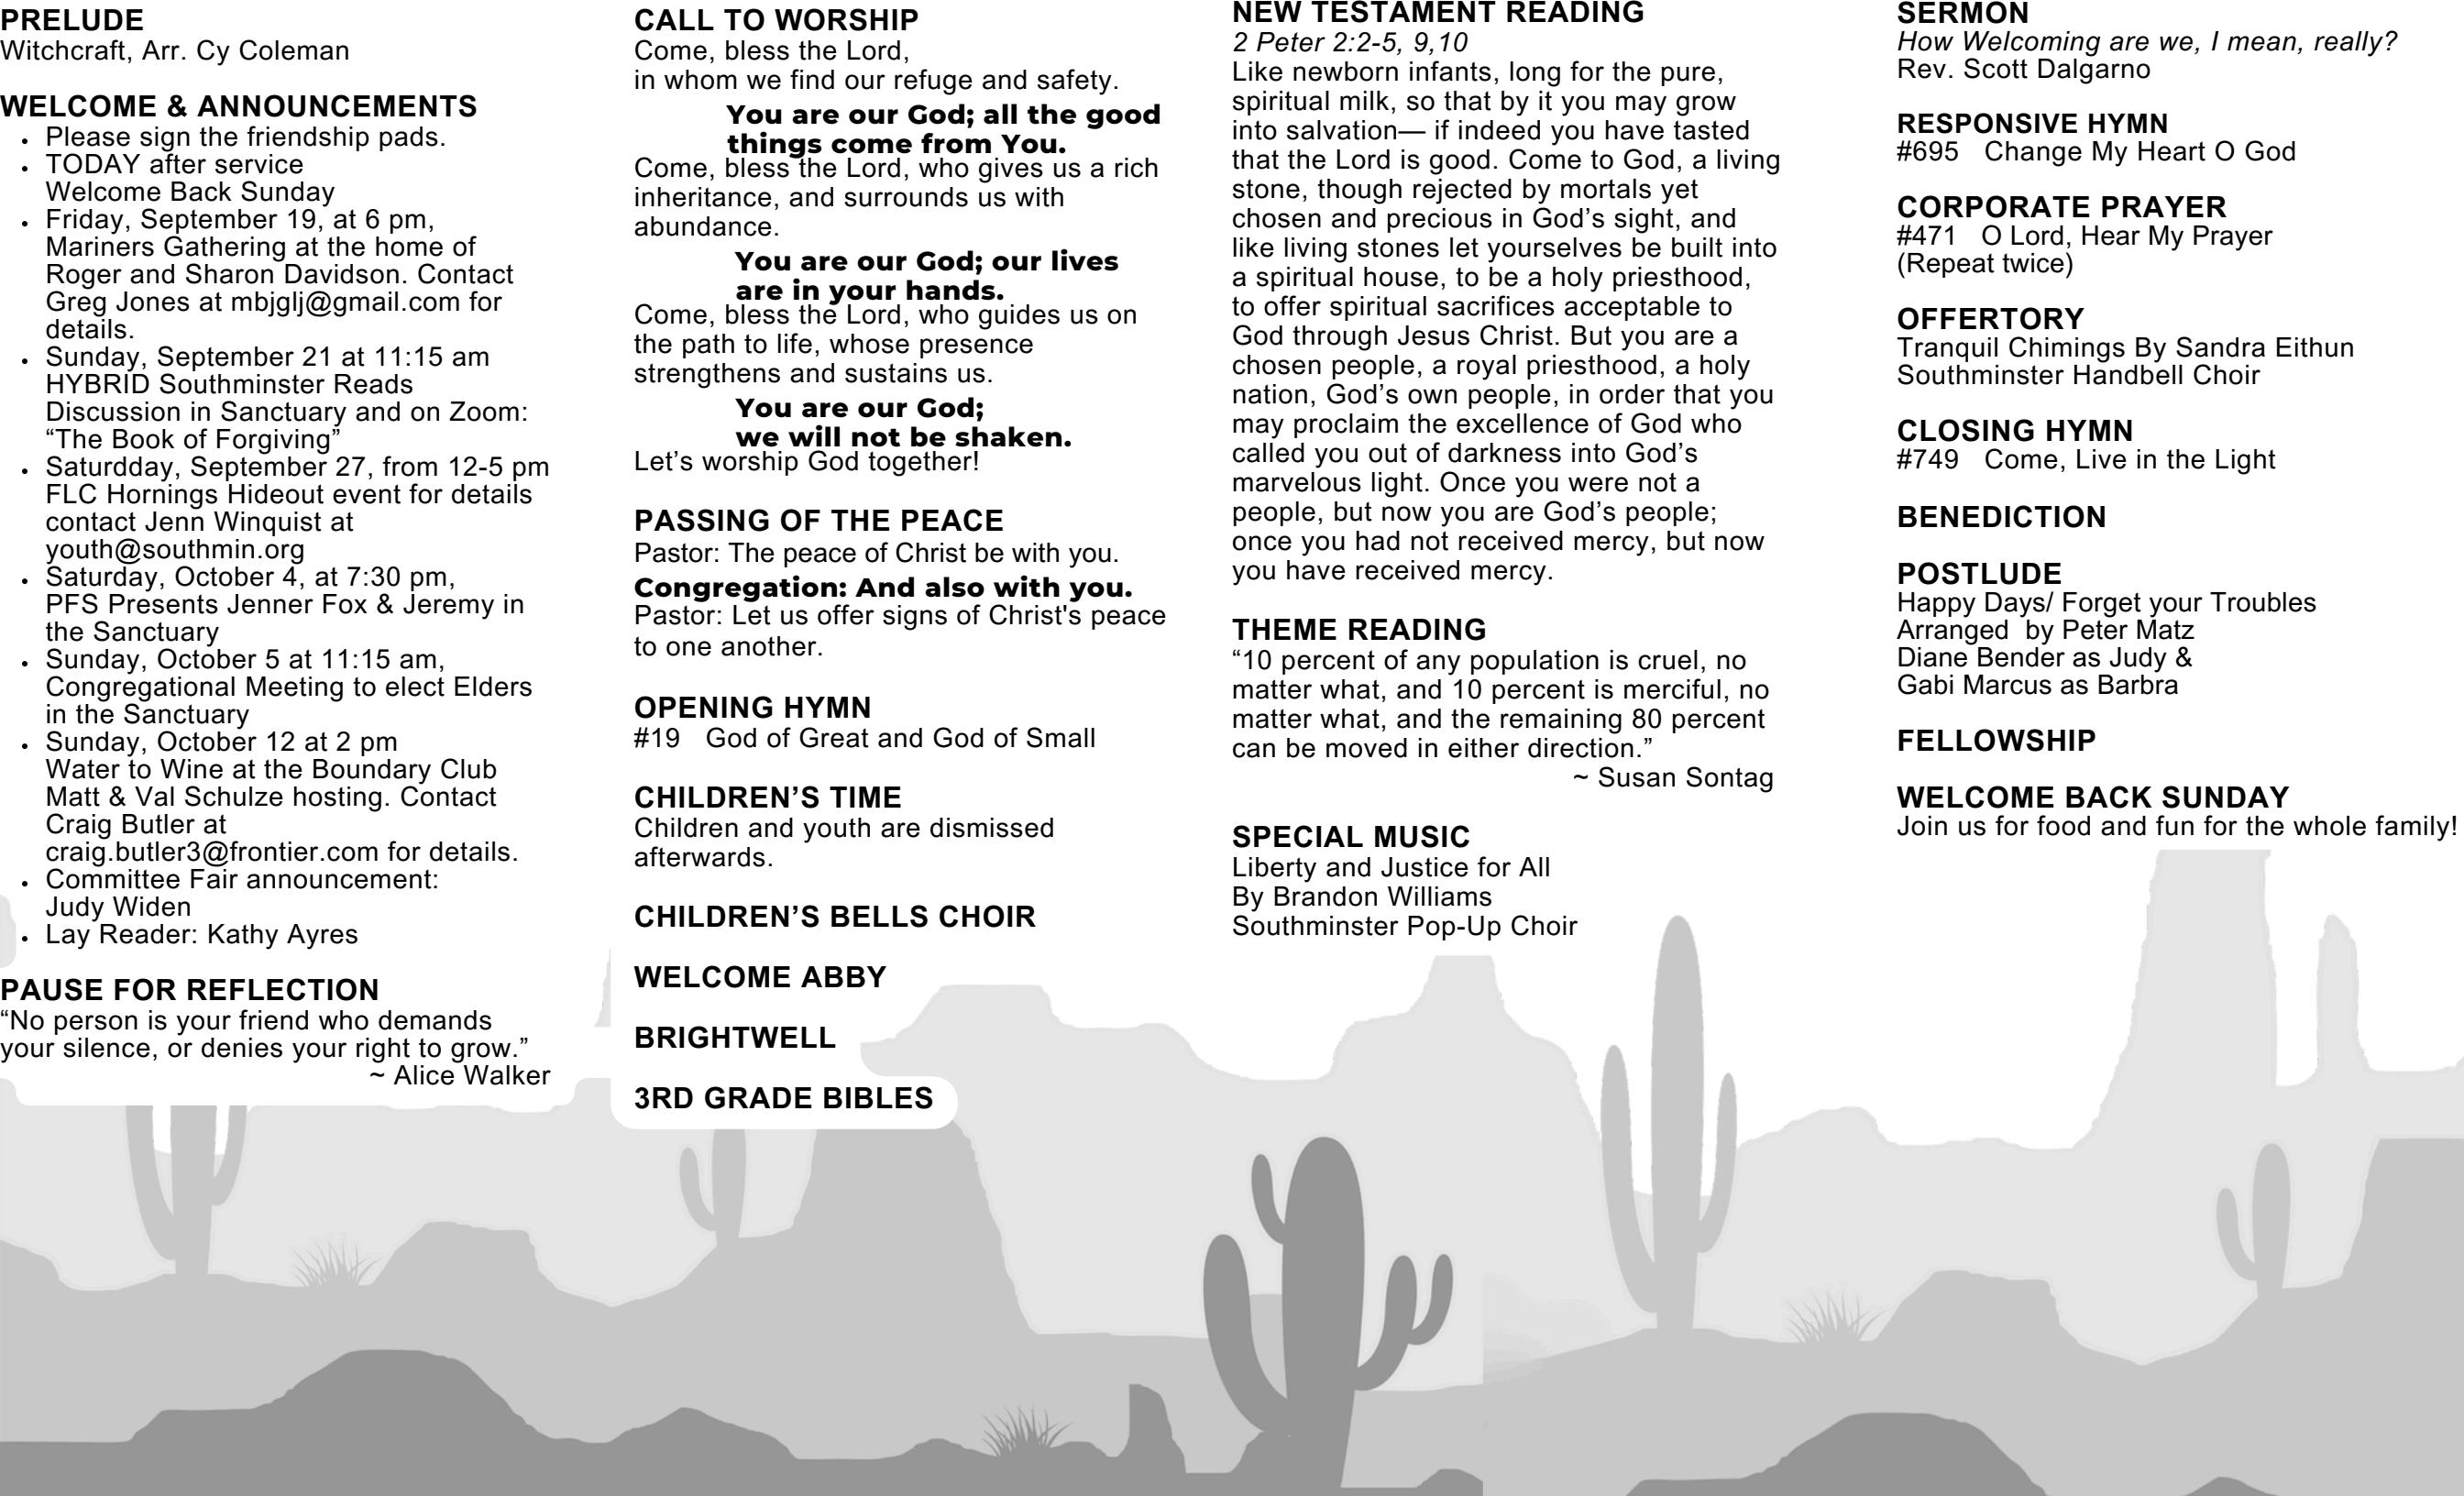 PRELUDE
Witchcraft, Arr. Cy Coleman
WELCOME & ANNOUNCEMENTS
• Please sign the friendship pads.
• TODAY after service
Welcome Back Sunday
• Friday, September 19, at 6 pm,
Mariners Gathering at the home of
Roger and Sharon Davidson. Contact
Greg Jones at mbjglj@gmail.com for
details.
• Sunday, September 21 at 11:15 am
HYBRID Southminster Reads
Discussion in Sanctuary and on Zoom:
“The Book of Forgiving”
• Saturdday, September 27, from 12-5 pm
FLC Hornings Hideout event for details
contact Jenn Winquist at
youth@southmin.org
• Saturday, October 4, at 7:30 pm,
PFS Presents Jenner Fox & Jeremy in
the Sanctuary
• Sunday, October 5 at 11:15 am,
Congregational Meeting to elect Elders
in the Sanctuary
• Sunday, October 12 at 2 pm
Water to Wine at the Boundary Club
Matt & Val Schulze hosting. Contact
Craig Butler at
craig.butler3@frontier.com for details.
• Committee Fair announcement:
Judy Widen
• Lay Reader: Kathy Ayres
PAUSE FOR REFLECTION
“No person is your friend who demands
your silence, or denies your right to grow.”
~ Alice Walker
CALL TO WORSHIP
Come, bless the Lord,
in whom we find our refuge and safety.
You are our God; all the good
things come from You.
Come, bless the Lord, who gives us a rich
inheritance, and surrounds us with
abundance.
You are our God; our lives
are in your hands.
Come, bless the Lord, who guides us on
the path to life, whose presence
strengthens and sustains us.
You are our God;
we will not be shaken.
Let’s worship God together!
PASSING OF THE PEACE
Pastor: The peace of Christ be with you.
Congregation: And also with you.
Pastor: Let us offer signs of Christ's peace
to one another.
OPENING HYMN
#19 God of Great and God of Small
CHILDREN’S TIME
Children and youth are dismissed
afterwards.
CHILDREN’S BELLS CHOIR
WELCOME ABBY
BRIGHTWELL
3RD GRADE BIBLES
NEW TESTAMENT READING
2 Peter 2:2-5, 9,10
Like newborn infants, long for the pure,
spiritual milk, so that by it you may grow
into salvation— if indeed you have tasted
that the Lord is good. Come to God, a living
stone, though rejected by mortals yet
chosen and precious in God’s sight, and
like living stones let yourselves be built into
a spiritual house, to be a holy priesthood,
to offer spiritual sacrifices acceptable to
God through Jesus Christ. But you are a
chosen people, a royal priesthood, a holy
nation, God’s own people, in order that you
may proclaim the excellence of God who
called you out of darkness into God’s
marvelous light. Once you were not a
people, but now you are God’s people;
once you had not received mercy, but now
you have received mercy.
THEME READING
“10 percent of any population is cruel, no
matter what, and 10 percent is merciful, no
matter what, and the remaining 80 percent
can be moved in either direction.”
~ Susan Sontag
SPECIAL MUSIC
Liberty and Justice for All
By Brandon Williams
Southminster Pop-Up Choir
SERMON
How Welcoming are we, I mean, really?
Rev. Scott Dalgarno
RESPONSIVE HYMN
#695 Change My Heart O God
CORPORATE PRAYER
#471 O Lord, Hear My Prayer
(Repeat twice)
OFFERTORY
Tranquil Chimings By Sandra Eithun
Southminster Handbell Choir
CLOSING HYMN
#749 Come, Live in the Light
BENEDICTION
POSTLUDE
Happy Days/ Forget your Troubles
Arranged by Peter Matz
Diane Bender as Judy &
Gabi Marcus as Barbra
FELLOWSHIP
WELCOME BACK SUNDAY
Join us for food and fun for the whole family!